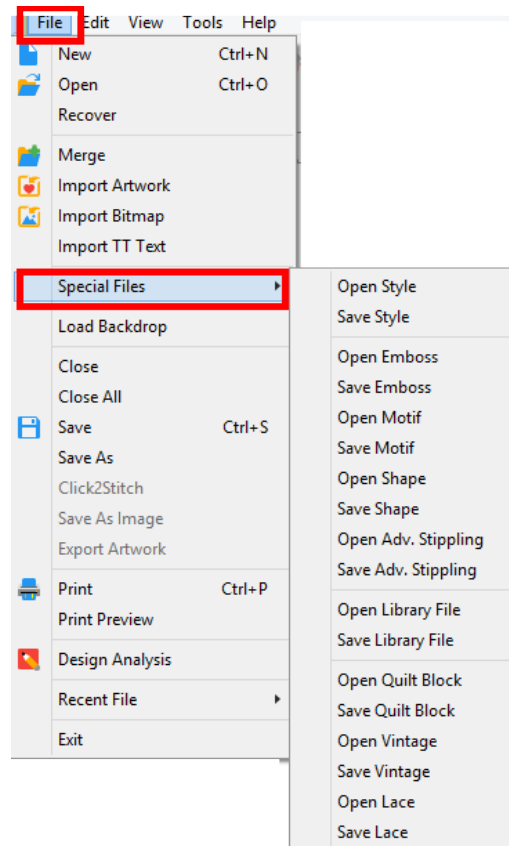 File Edit View Tools Help
New Ctrl+N
Open Ctrl+O
Recover
Merge
Import Artwork
Import Bitmap
Import TT Text
Special Files
Load Backdrop
Close
Close All
Save Ctrl+S
Save As
Click2Stitch
Save As Image
Export Artwork
Print Ctrl+P
Print Preview
Design Analysis
Recent File
Exit
Open Style
Save Style
Open Emboss
Save Emboss
Open Motif
Save Motif
Open Shape
Save Shape
Open Adv. Stippling
Save Adv. Stippling
Open Library File
Save Library File
Open Quilt Block
Save Quilt Block
Open Vintage
Save Vintage
Open Lace
Save Lace